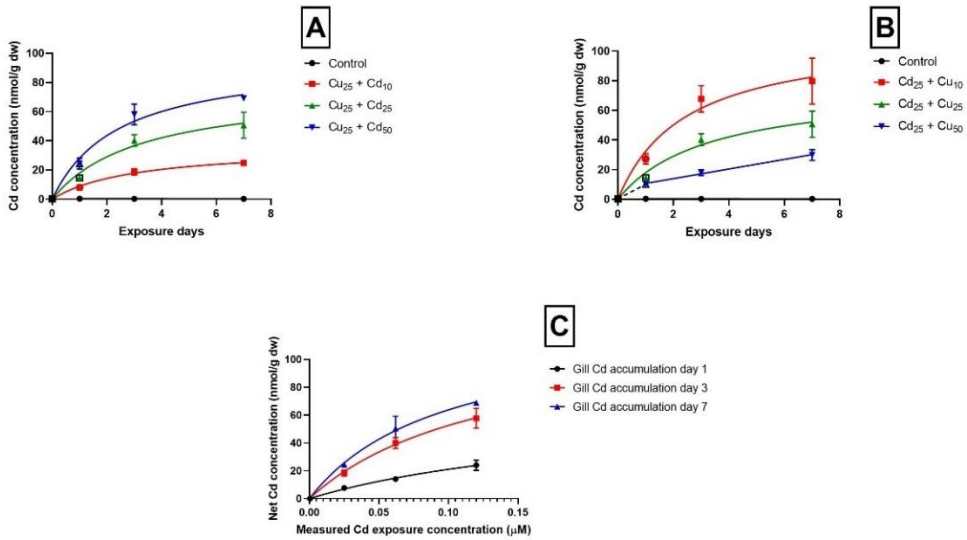 A
Cd concentration (nmol/g dw)
100
80
60
40
20
0
0 2 4 6 8
Exposure days
Control
Cu25 + Cd10
Cu25 + Cd25
Cu25 + Cd50
B
Cd concentration (nmol/g dw)
100
80
60
40
20
0
0 2 4 6 8
Exposure days
Control
Cd25 + Cu10
Cd25 + Cu25
Cd25 + Cu50
C
Net Cd concentration (nmol/g dw)
100
80
60
40
20
0
0.00 0.05 0.10 0.15
Measured Cd exposure concentration (µM)
Gill Cd accumulation day 1
Gill Cd accumulation day 3
Gill Cd accumulation day 7